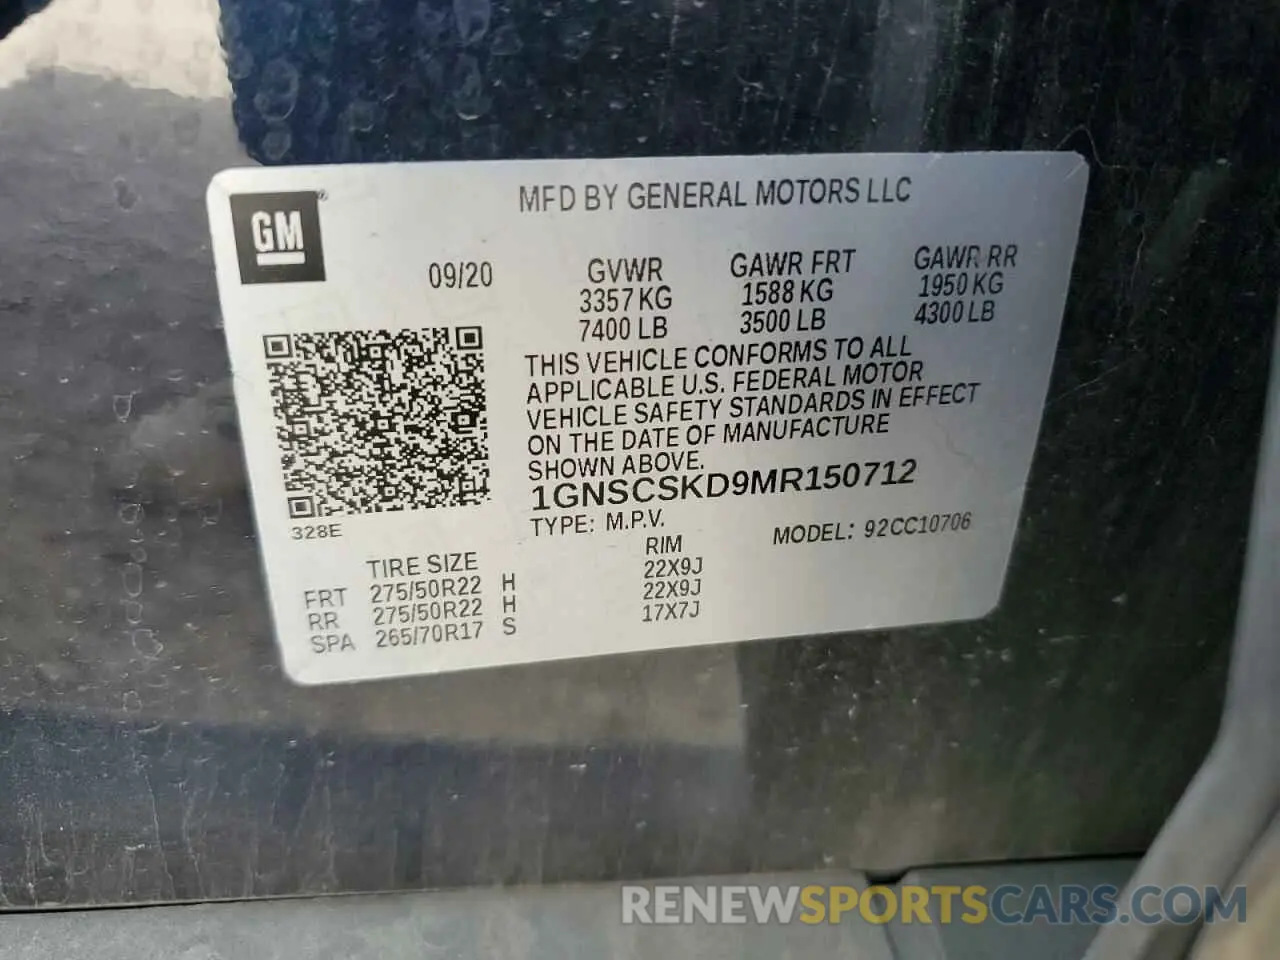 MFD BY GENERAL MOTORS LLC
GM®
09/20
GVWR
3357 KG
7400 LB
GAWR FRT
1588 KG
3500 LB
GAWR RR
1950 KG
4300 LB
THIS VEHICLE CONFORMS TO ALL
APPLICABLE U.S. FEDERAL MOTOR
VEHICLE SAFETY STANDARDS IN EFFECT
ON THE DATE OF MANUFACTURE
SHOWN ABOVE.
1GNSCSKD9MR150712
328E
TYPE: M.P.V.
MODEL: 92CC10706
TIRE SIZE
RIM
FRT 275/50R22 H 22X9J
RR 275/50R22 H 22X9J
SPA 265/70R17 S 17X7J
RENEWSPORTSCARS.COM